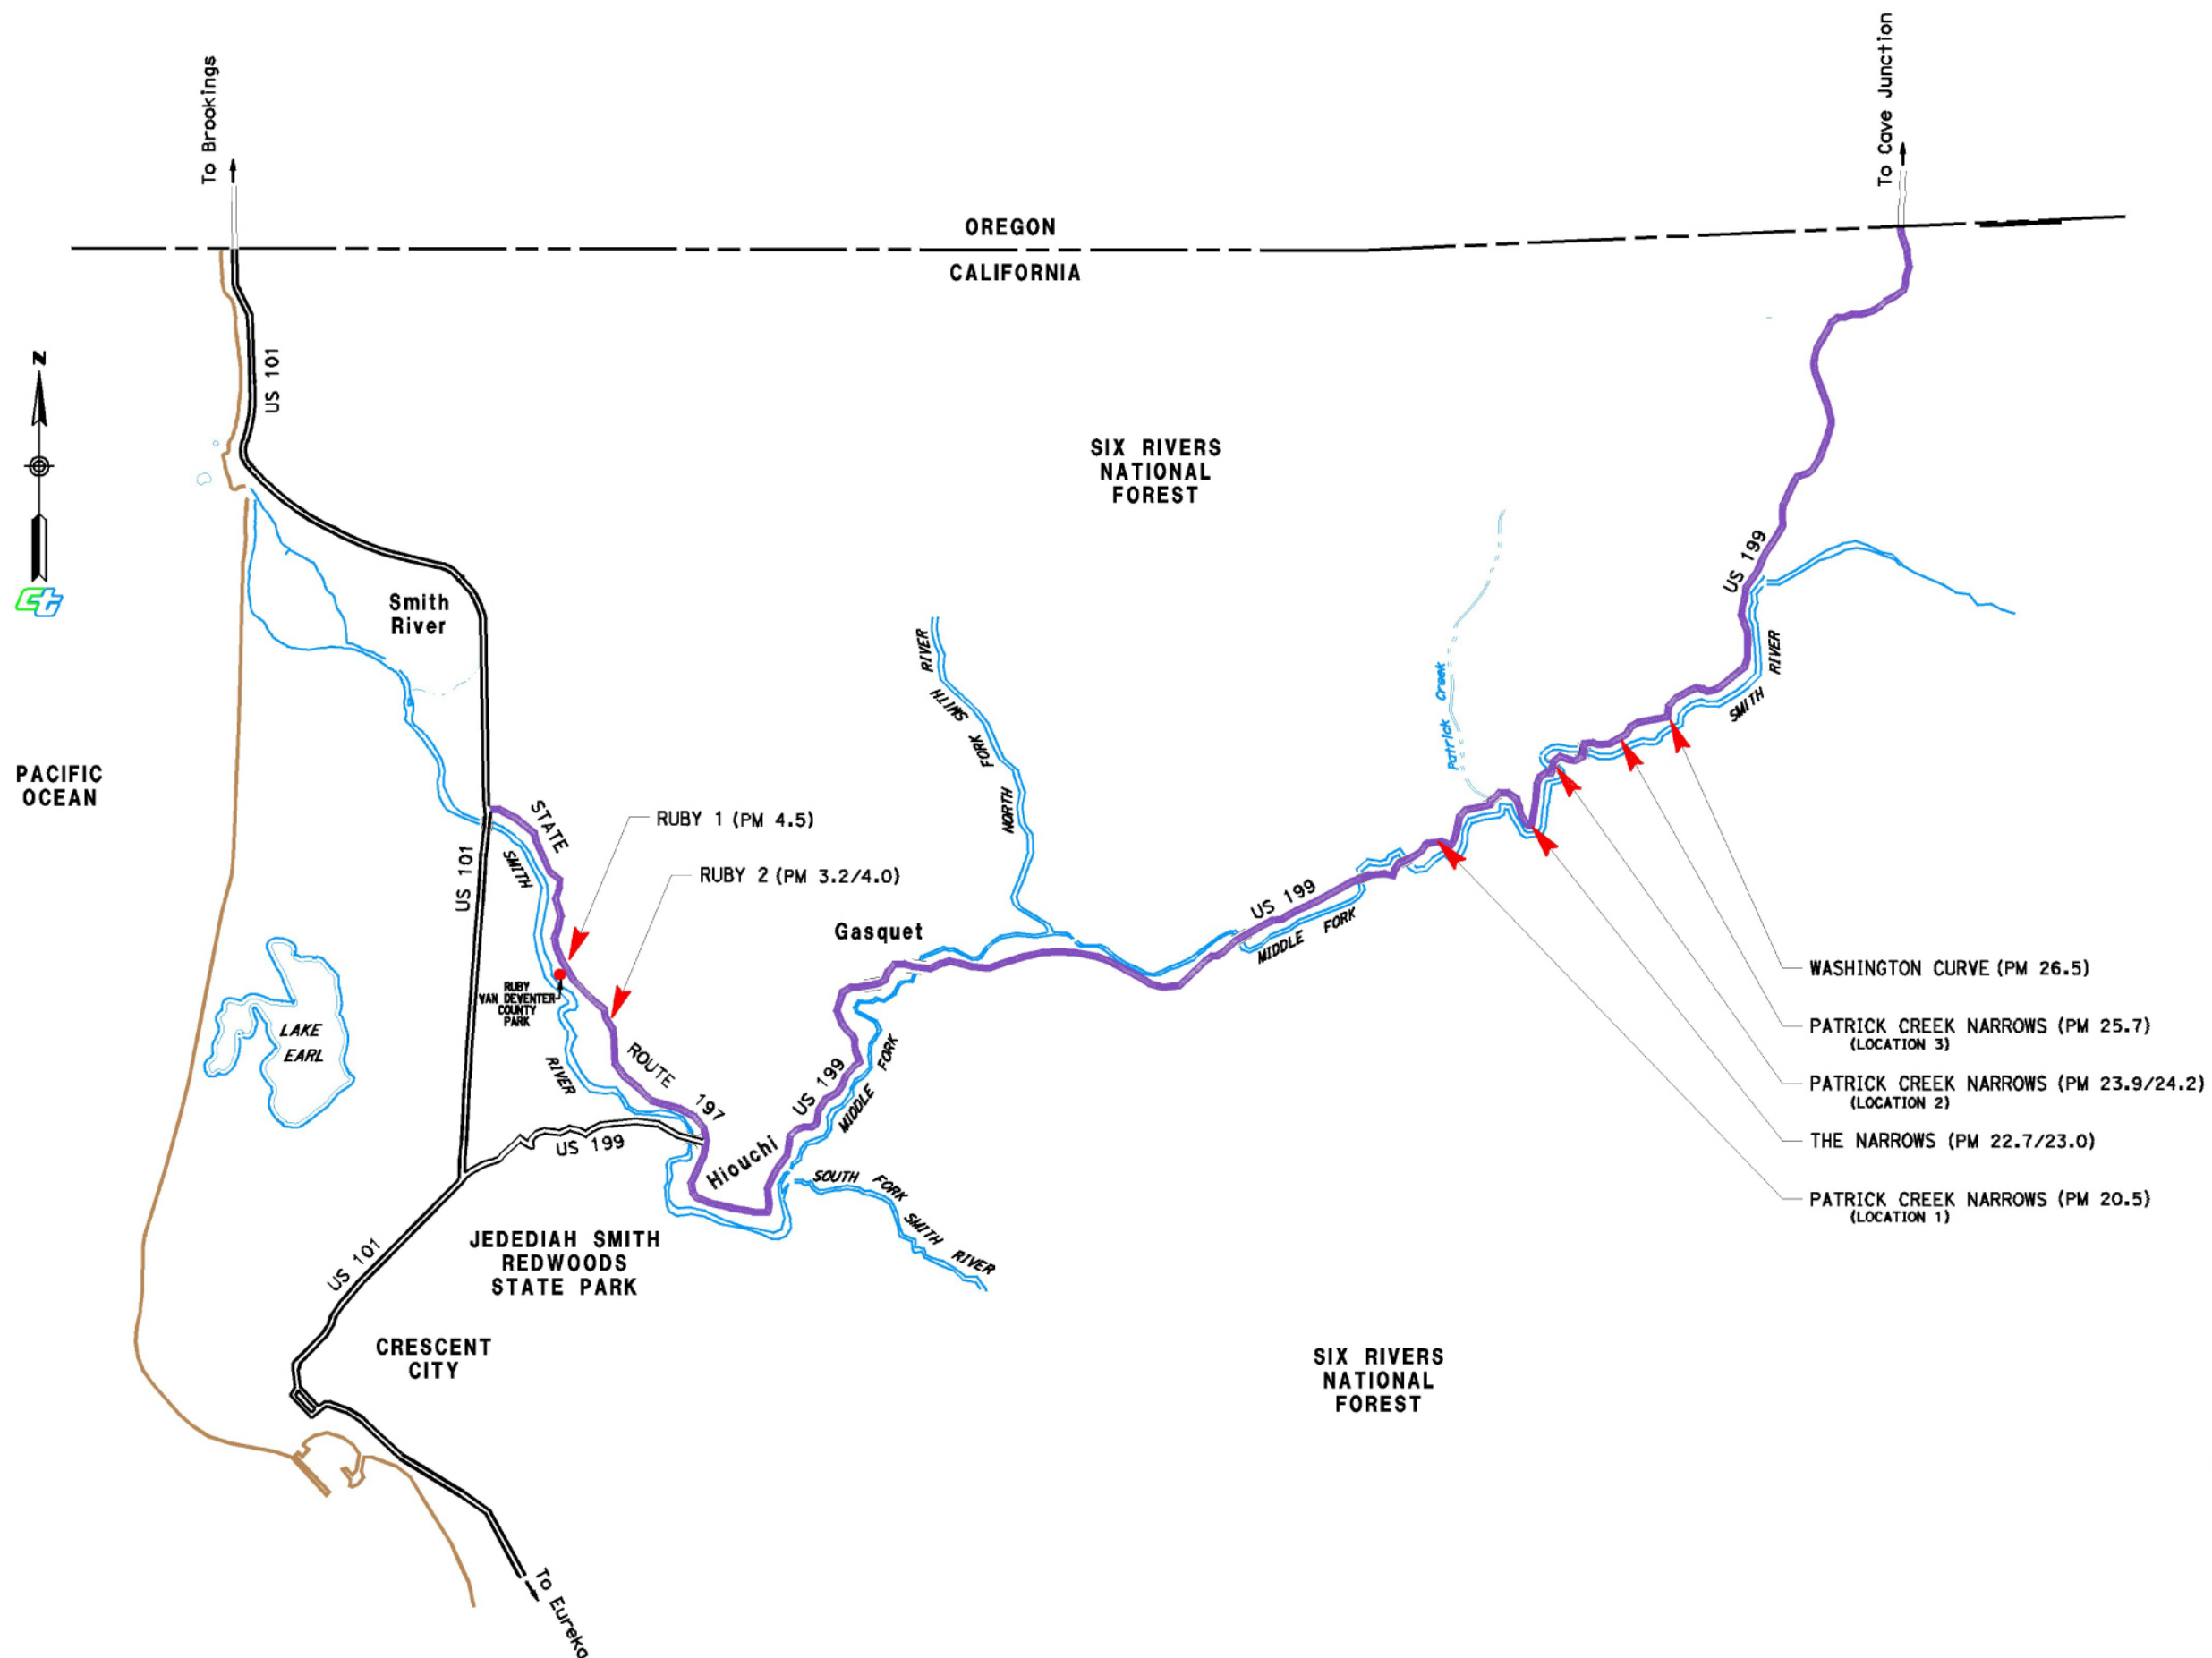 To Brookings
To Cave Junction
OREGON
CALIFORNIA
N
US 101
SIX RIVERS
NATIONAL
FOREST
US 199
ct
Smith
River
RIVER
SMITH
FORK
NORTH
Patrick Creek
RIVER
SMITH
PACIFIC
OCEAN
STATE
SMITH
US 101
RUBY 1 (PM 4.5)
RUBY 2 (PM 3.2/4.0)
US 199
MIDDLE FORK
Gasquet
WASHINGTON CURVE (PM 26.5)
RUBY
VAN DEVENTER
COUNTY
PARK
LAKE
EARL
PATRICK CREEK NARROWS (PM 25.7)
(LOCATION 3)
RIVER
ROUTE
197
US 199
MIDDLE FORK
PATRICK CREEK NARROWS (PM 23.9/24.2)
(LOCATION 2)
US 199
Hiouchi
THE NARROWS (PM 22.7/23.0)
SOUTH FORK
SMITH RIVER
PATRICK CREEK NARROWS (PM 20.5)
(LOCATION 1)
US 101
JEDEDIAH SMITH
REDWOODS
STATE PARK
CRESCENT
CITY
SIX RIVERS
NATIONAL
FOREST
To Eureka